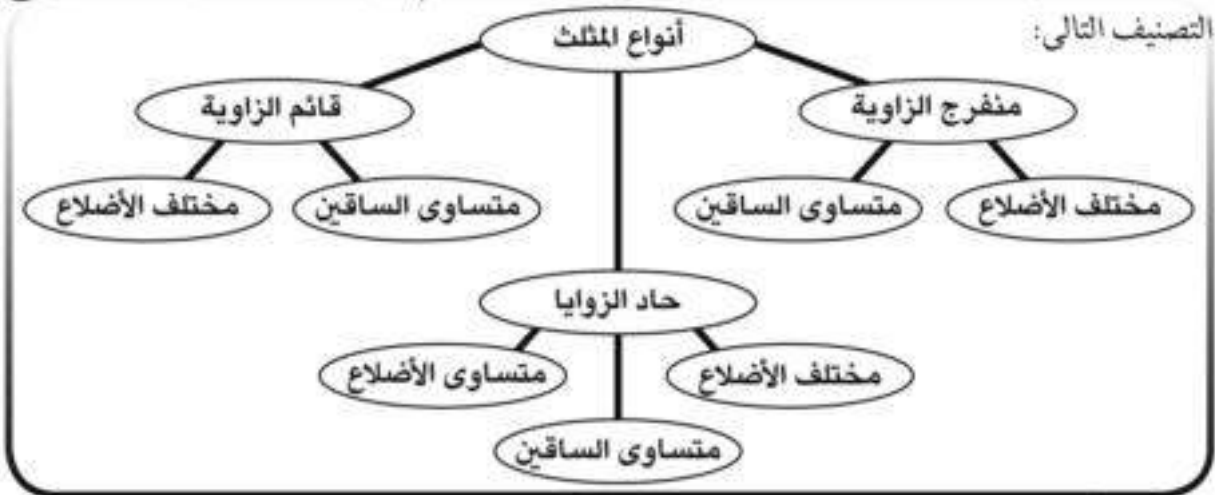 التصنيف التالى:
أنواع المثلث
منفرج الزاوية
قائم الزاوية
مختلف الأضلاع
متساوى الساقين
متساوى الساقين
مختلف الأضلاع
حاد الزوايا
مختلف الأضلاع
متساوى الأضلاع
متساوى الساقين